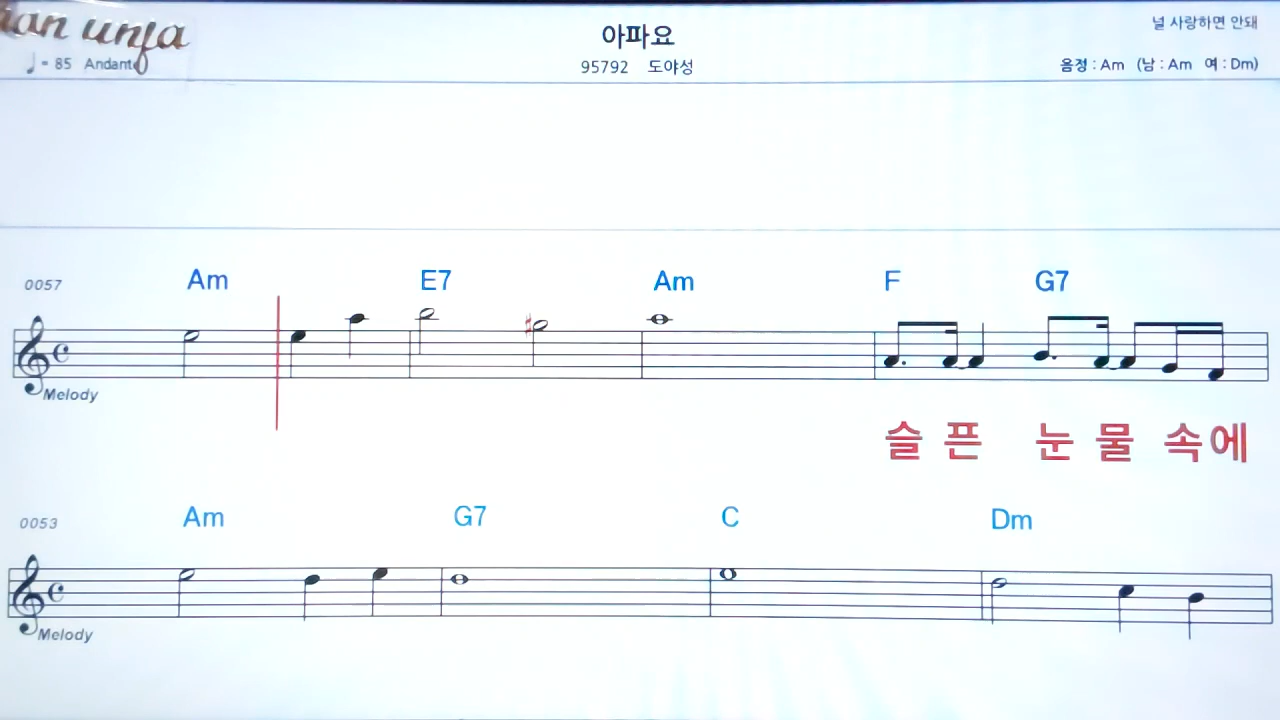 an unja
아파요
널 사랑하면 안돼
♩ = 85 Andante
95792 도야성
음정 : Am (남 : Am 여 : Dm)
0057 Am E7 Am F G7
Melody
슬 픈 눈 물 속 에
0053 Am G7 C Dm
Melody